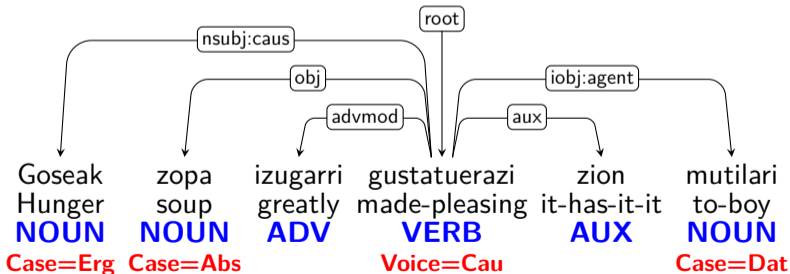 root
nsubj:caus
obj iobj:agent
advmod aux
Goseak zopa izugarri gustatuerazi zion mutilari
Hunger soup greatly made-pleasing it-has-it-it to-boy
NOUN NOUN ADV VERB AUX NOUN
Case=Erg Case=Abs Voice=Cau Case=Dat